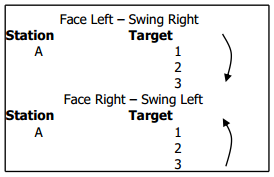 Face Left – Swing Right
Station Target
A 1
2
3
Face Right – Swing Left
Station Target
A 1
2
3